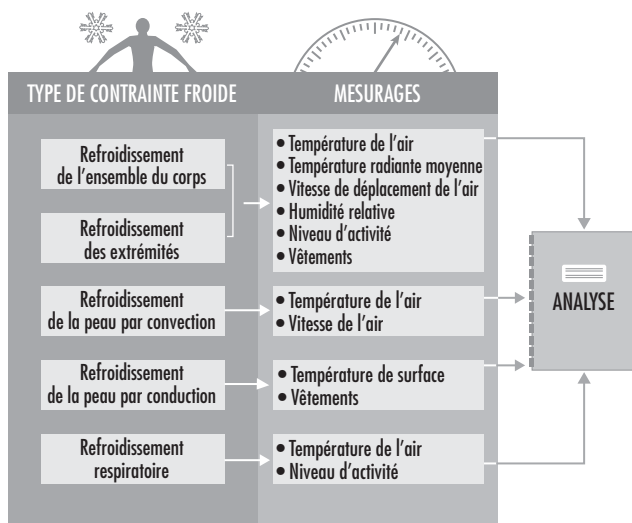 TYPE DE CONTRAINTE FROIDE
MESURAGES
Refroidissement
de l'ensemble du corps
Refroidissement
des extrémités
• Température de l'air
• Température radiante moyenne
• Vitesse de déplacement de l'air
• Humidité relative
• Niveau d'activité
• Vêtements
Refroidissement
de la peau par convection
• Température de l'air
• Vitesse de l'air
Refroidissement
de la peau par conduction
• Température de surface
• Vêtements
Refroidissement
respiratoire
• Température de l'air
• Niveau d'activité
ANALYSE